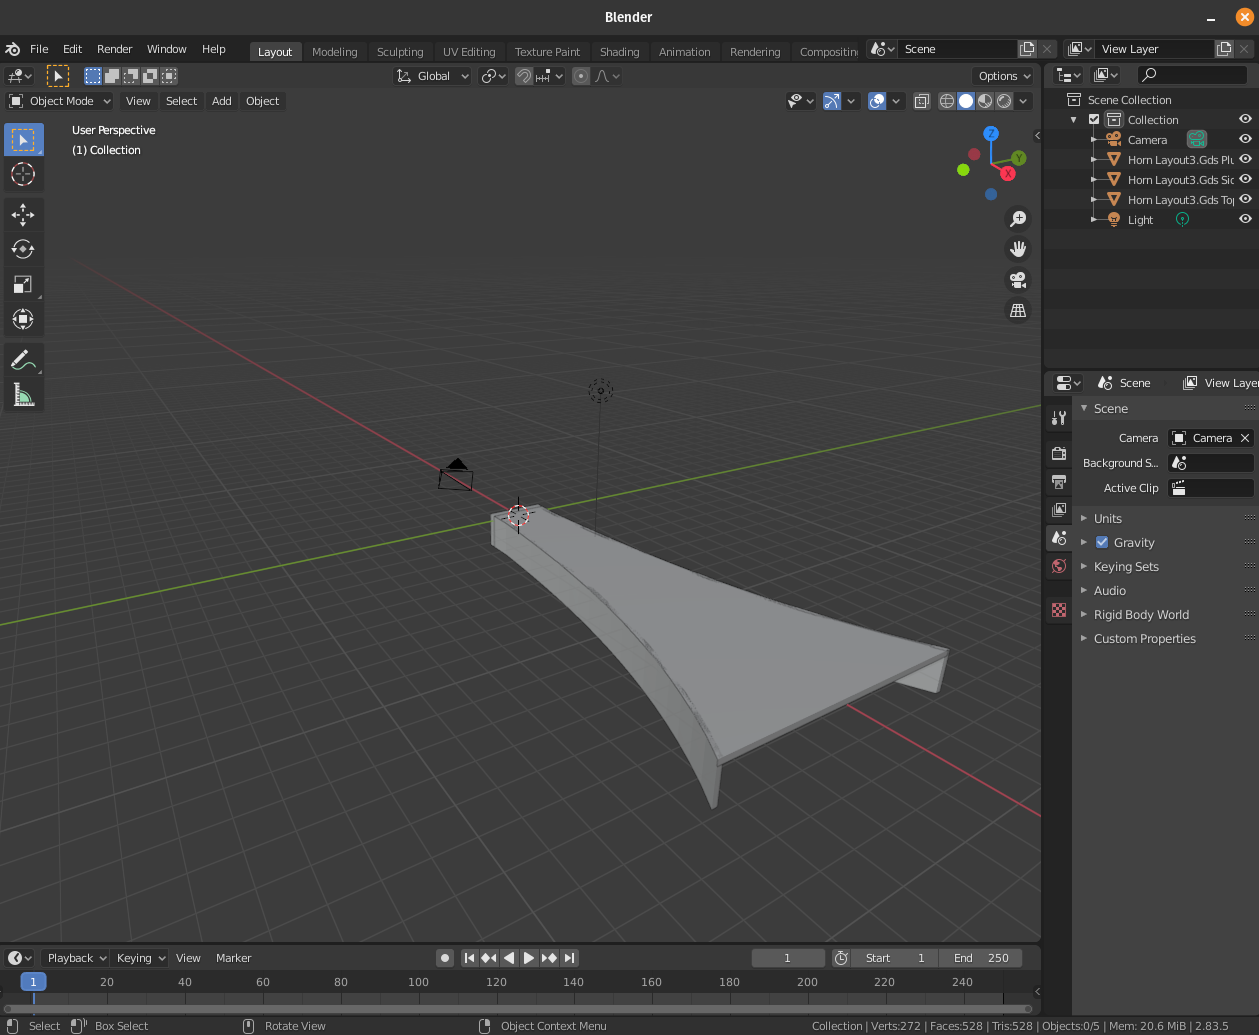 Blender
File Edit Render Window Help Layout Modeling Sculpting UV Editing Texture Paint Shading Animation Rendering Compositin Scene View Layer
Global Options
Object Mode View Select Add Object
User Perspective
(1) Collection
Z
Y
X
Scene Collection
Collection
Camera
Horn Layout3.Gds Plu
Horn Layout3.Gds Sid
Horn Layout3.Gds Top
Light
Scene View Layer
Scene
Camera Camera
Background S...
Active Clip
Units
Gravity
Keying Sets
Audio
Rigid Body World
Custom Properties
Playback Keying View Marker 1 Start 1 End 250
1 20 40 60 80 100 120 140 160 180 200 220 240
Select Box Select Rotate View Object Context Menu Collection | Verts:272 | Faces:528 | Tris:528 | Objects:0/5 | Mem: 20.6 MiB | 2.83.5